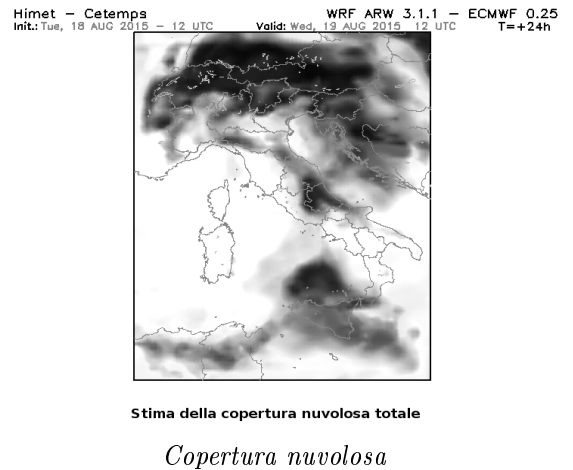 Himet – Cetemps WRF ARW 3.1.1 – ECMWF 0.25
Init.: Tue, 18 AUG 2015 – 12 UTC Valid: Wed, 19 AUG 2015 12 UTC T=+24h
Stima della copertura nuvolosa totale
Copertura nuvolosa